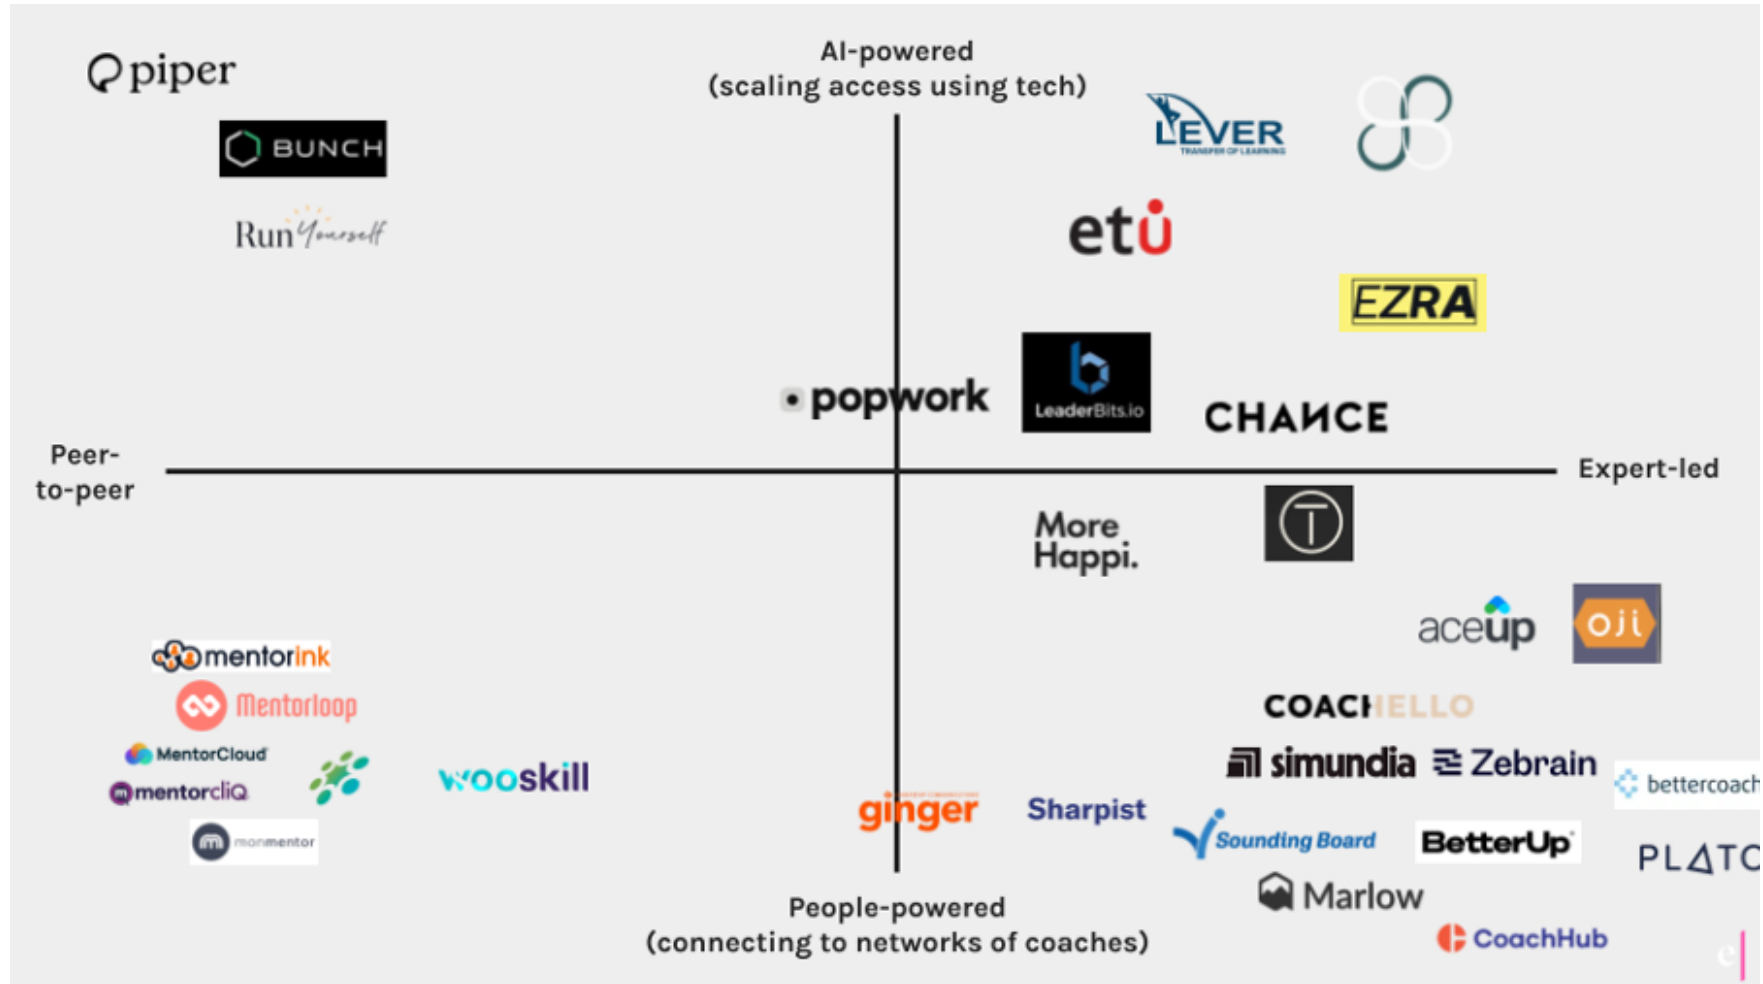 AI-powered
(scaling access using tech)
piper
BUNCH
Run Yourself
LEVER
TRANSFER OF LEARNING
etu
EZRA
popwork
LeaderBits.io
CHANCE
Peer-
to-peer
Expert-led
More
Happi.
T
aceup
oji
mentorink
Mentorloop
MentorCloud
mentorcliQ
wooskill
monmentor
COACHELLO
simundia
Zebrain
bettercoach
ginger
Sharpist
Sounding Board
BetterUp
PLATO
Marlow
CoachHub
People-powered
(connecting to networks of coaches)
e